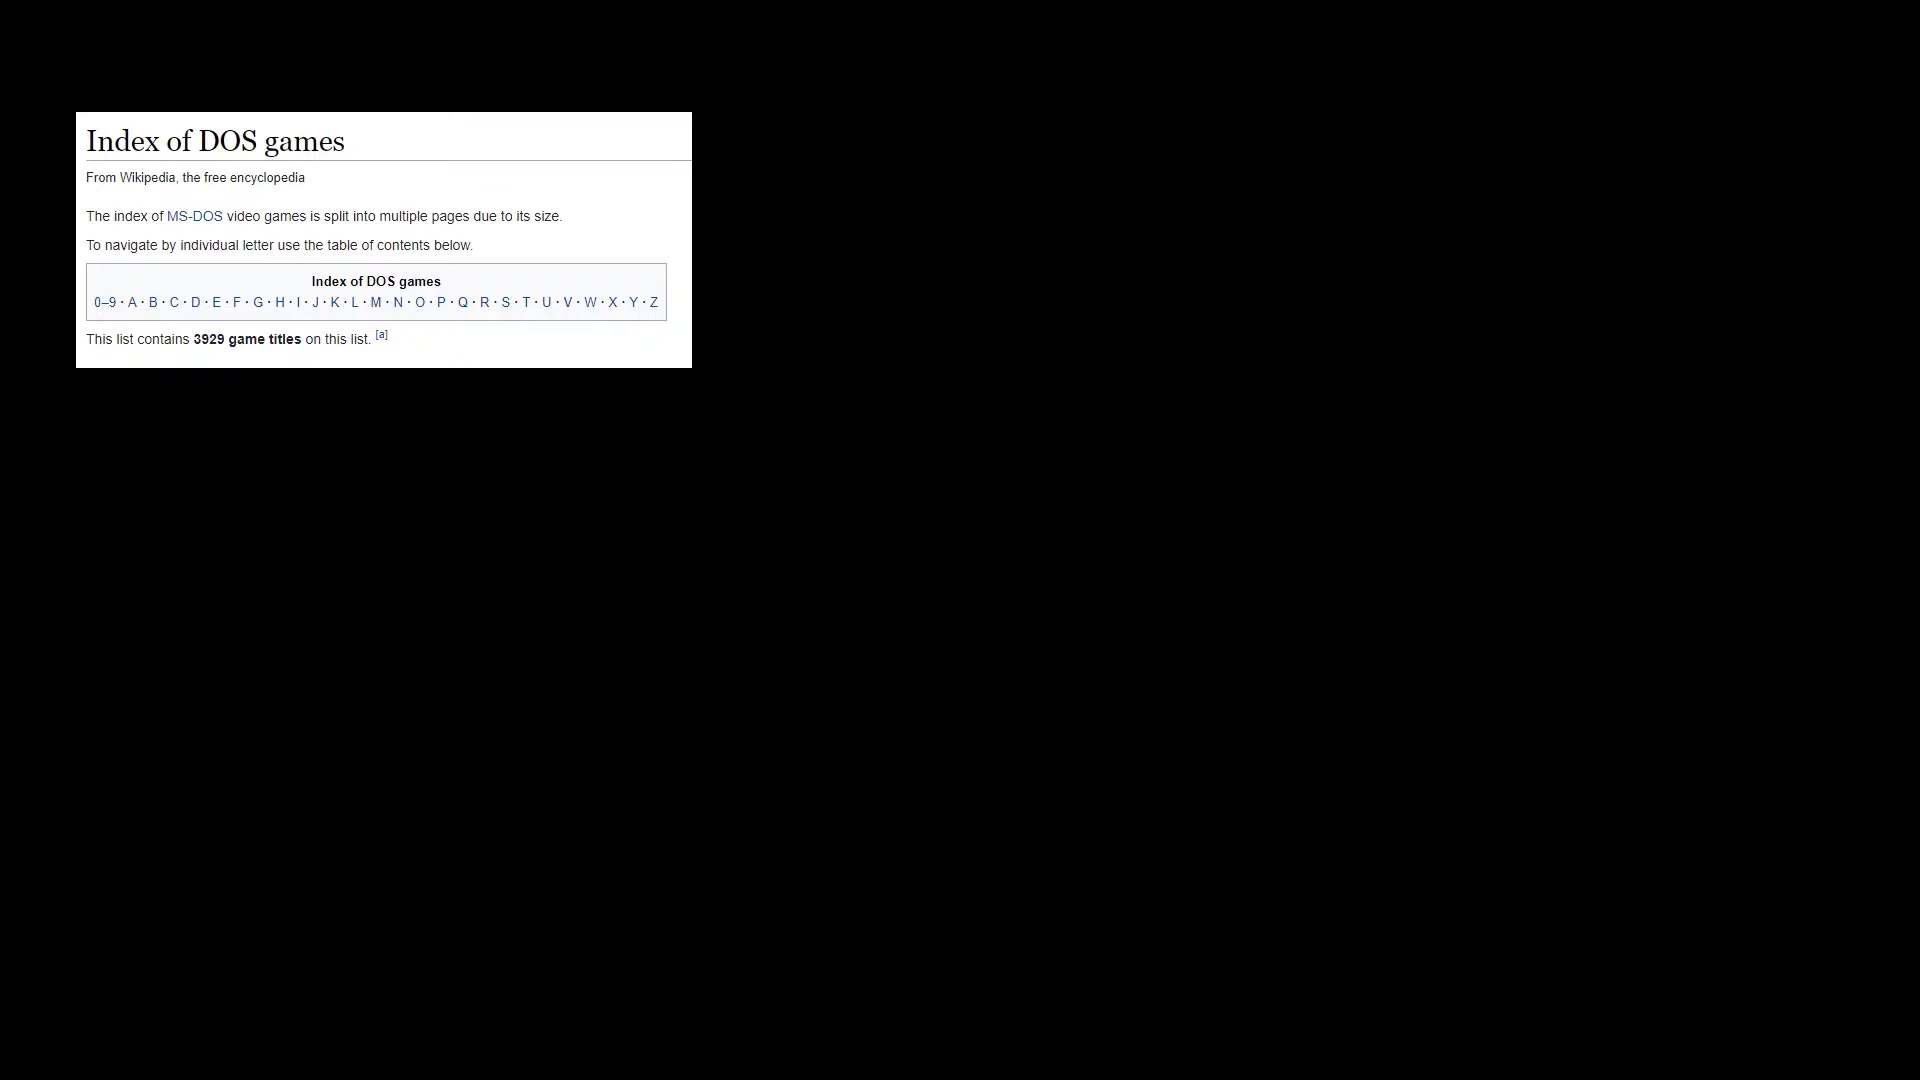 Index of DOS games
From Wikipedia, the free encyclopedia
The index of MS-DOS video games is split into multiple pages due to its size.
To navigate by individual letter use the table of contents below.
Index of DOS games
0–9 · A · B · C · D · E · F · G · H · I · J · K · L · M · N · O · P · Q · R · S · T · U · V · W · X · Y · Z
This list contains 3929 game titles on this list. [a]